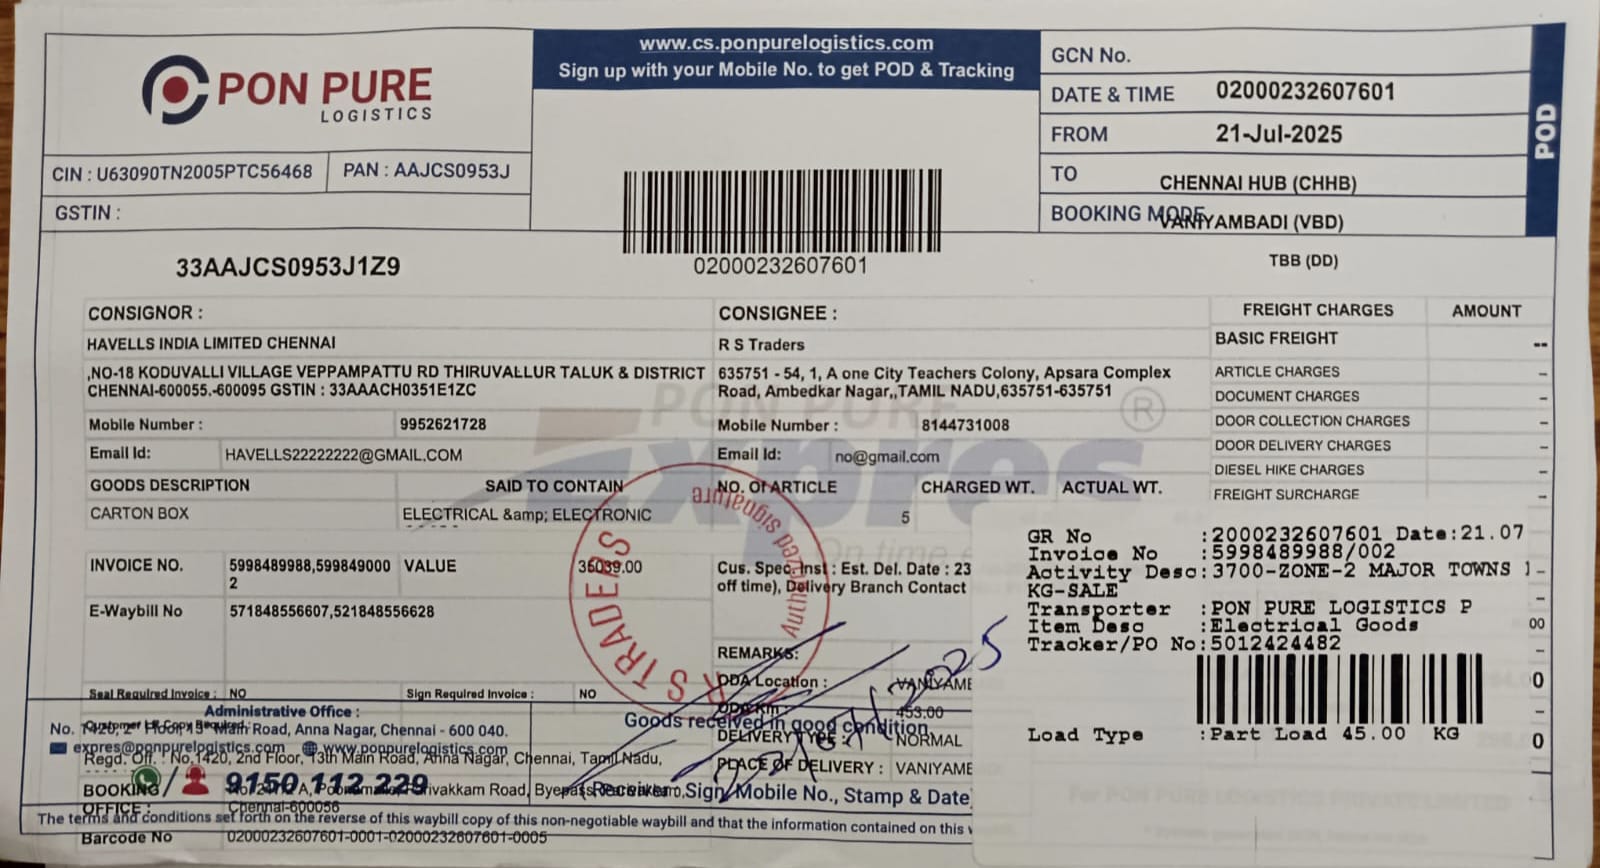 PON PURE
LOGISTICS
CIN : U63090TN2005PTC56468
PAN : AAJCS0953J
GSTIN :
33AAJCS0953J1Z9
www.cs.ponpurelogistics.com
Sign up with your Mobile No. to get POD & Tracking
02000232607601
GCN No.
DATE & TIME 02000232607601
FROM 21-Jul-2025
TO CHENNAI HUB (CHHB)
BOOKING MODE VANIYAMBADI (VBD)
TBB (DD)
POD
CONSIGNOR :
HAVELLS INDIA LIMITED CHENNAI
,NO-18 KODUVALLI VILLAGE VEPPAMPATTU RD THIRUVALLUR TALUK & DISTRICT
CHENNAI-600055.-600095 GSTIN : 33AAACH0351E1ZC
Mobile Number : 9952621728
Email Id: HAVELLS22222222@GMAIL.COM
CONSIGNEE :
R S Traders
635751 - 54, 1, A one City Teachers Colony, Apsara Complex
Road, Ambedkar Nagar,,TAMIL NADU,635751-635751
Mobile Number : 8144731008
Email Id: no@gmail.com
PON PURE
Expres
®
On time
FREIGHT CHARGES AMOUNT
BASIC FREIGHT --
ARTICLE CHARGES -
DOCUMENT CHARGES -
DOOR COLLECTION CHARGES -
DOOR DELIVERY CHARGES -
DIESEL HIKE CHARGES -
FREIGHT SURCHARGE -
GOODS DESCRIPTION SAID TO CONTAIN NO. Of ARTICLE CHARGED WT. ACTUAL WT.
CARTON BOX ELECTRICAL &amp; ELECTRONIC 5
INVOICE NO. 5998489988,599849000
2
VALUE 36039.00
E-Waybill No 571848556607,521848556628
Cus. Spec. Inst : Est. Del. Date : 23
off time), Delivery Branch Contact
REMARKS:
ODA Location : VANIYAME
453.00
DELIVERY TYPE : NORMAL
PLACE OF DELIVERY : VANIYAME
Seal Required Invoice : NO
Sign Required Invoice : NO
R S TRADERS
Authorized signature
GR No :2000232607601 Date:21.07
Invoice No :5998489988/002
Activity Desc:3700-ZONE-2 MAJOR TOWNS
KG-SALE
Transporter :PON PURE LOGISTICS P
Item Desc :Electrical Goods
Tracker/PO No:5012424482
Load Type :Part Load 45.00 KG
Administrative Office :
No. 1420, 2nd Floor, 13th Main Road, Anna Nagar, Chennai - 600 040.
expres@ponpurelogistics.com www.ponpurelogistics.com
Regd. Off. : No.1420, 2nd Floor, 13th Main Road, Anna Nagar, Chennai, Tamil Nadu,
9150 112 229
BOOKING
OFFICE :
Chennai-600056
Goods received in good condition
Receiver Sign, Mobile No., Stamp & Date
The terms and conditions set forth on the reverse of this waybill copy of this non-negotiable waybill and that the information contained on this
Barcode No 02000232607601-0001-02000232607601-0005